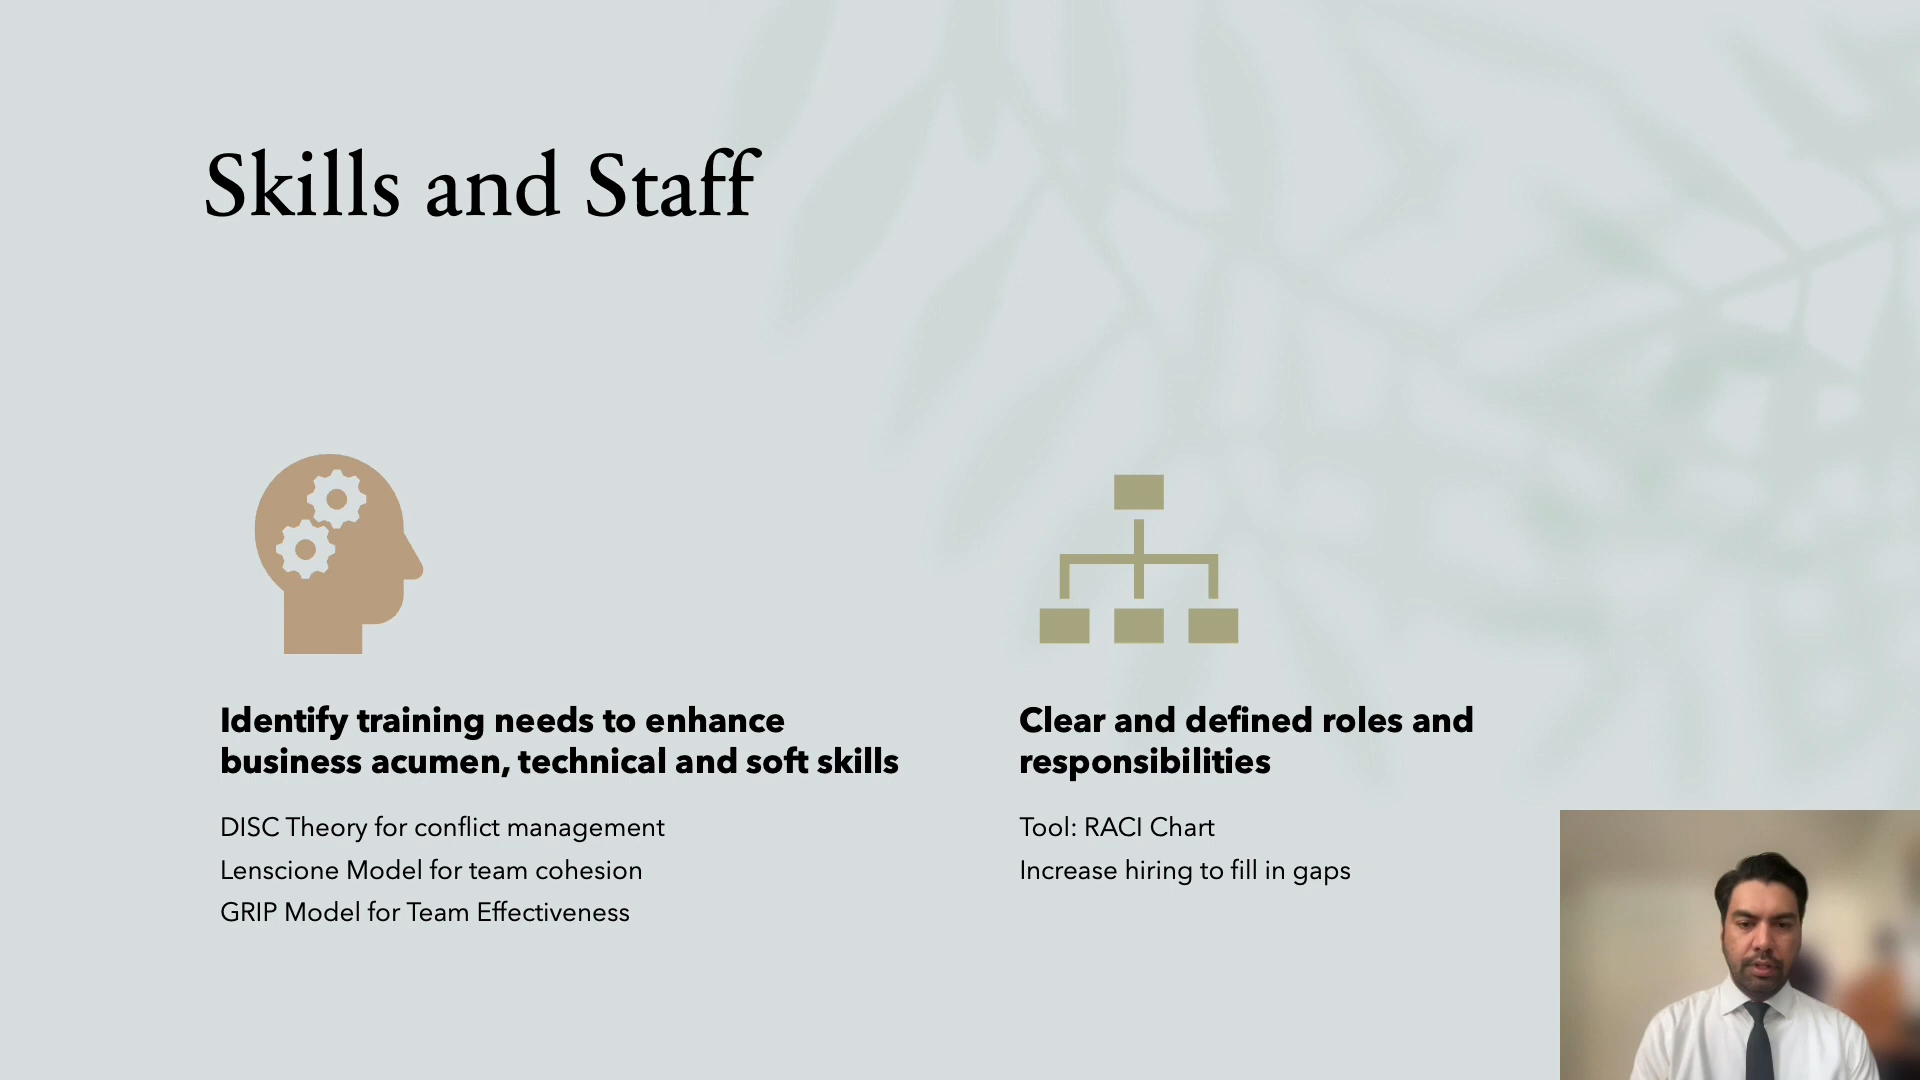 Skills and Staff
Identify training needs to enhance
business acumen, technical and soft skills
DISC Theory for conflict management
Lenscione Model for team cohesion
GRIP Model for Team Effectiveness
Clear and defined roles and
responsibilities
Tool: RACI Chart
Increase hiring to fill in gaps